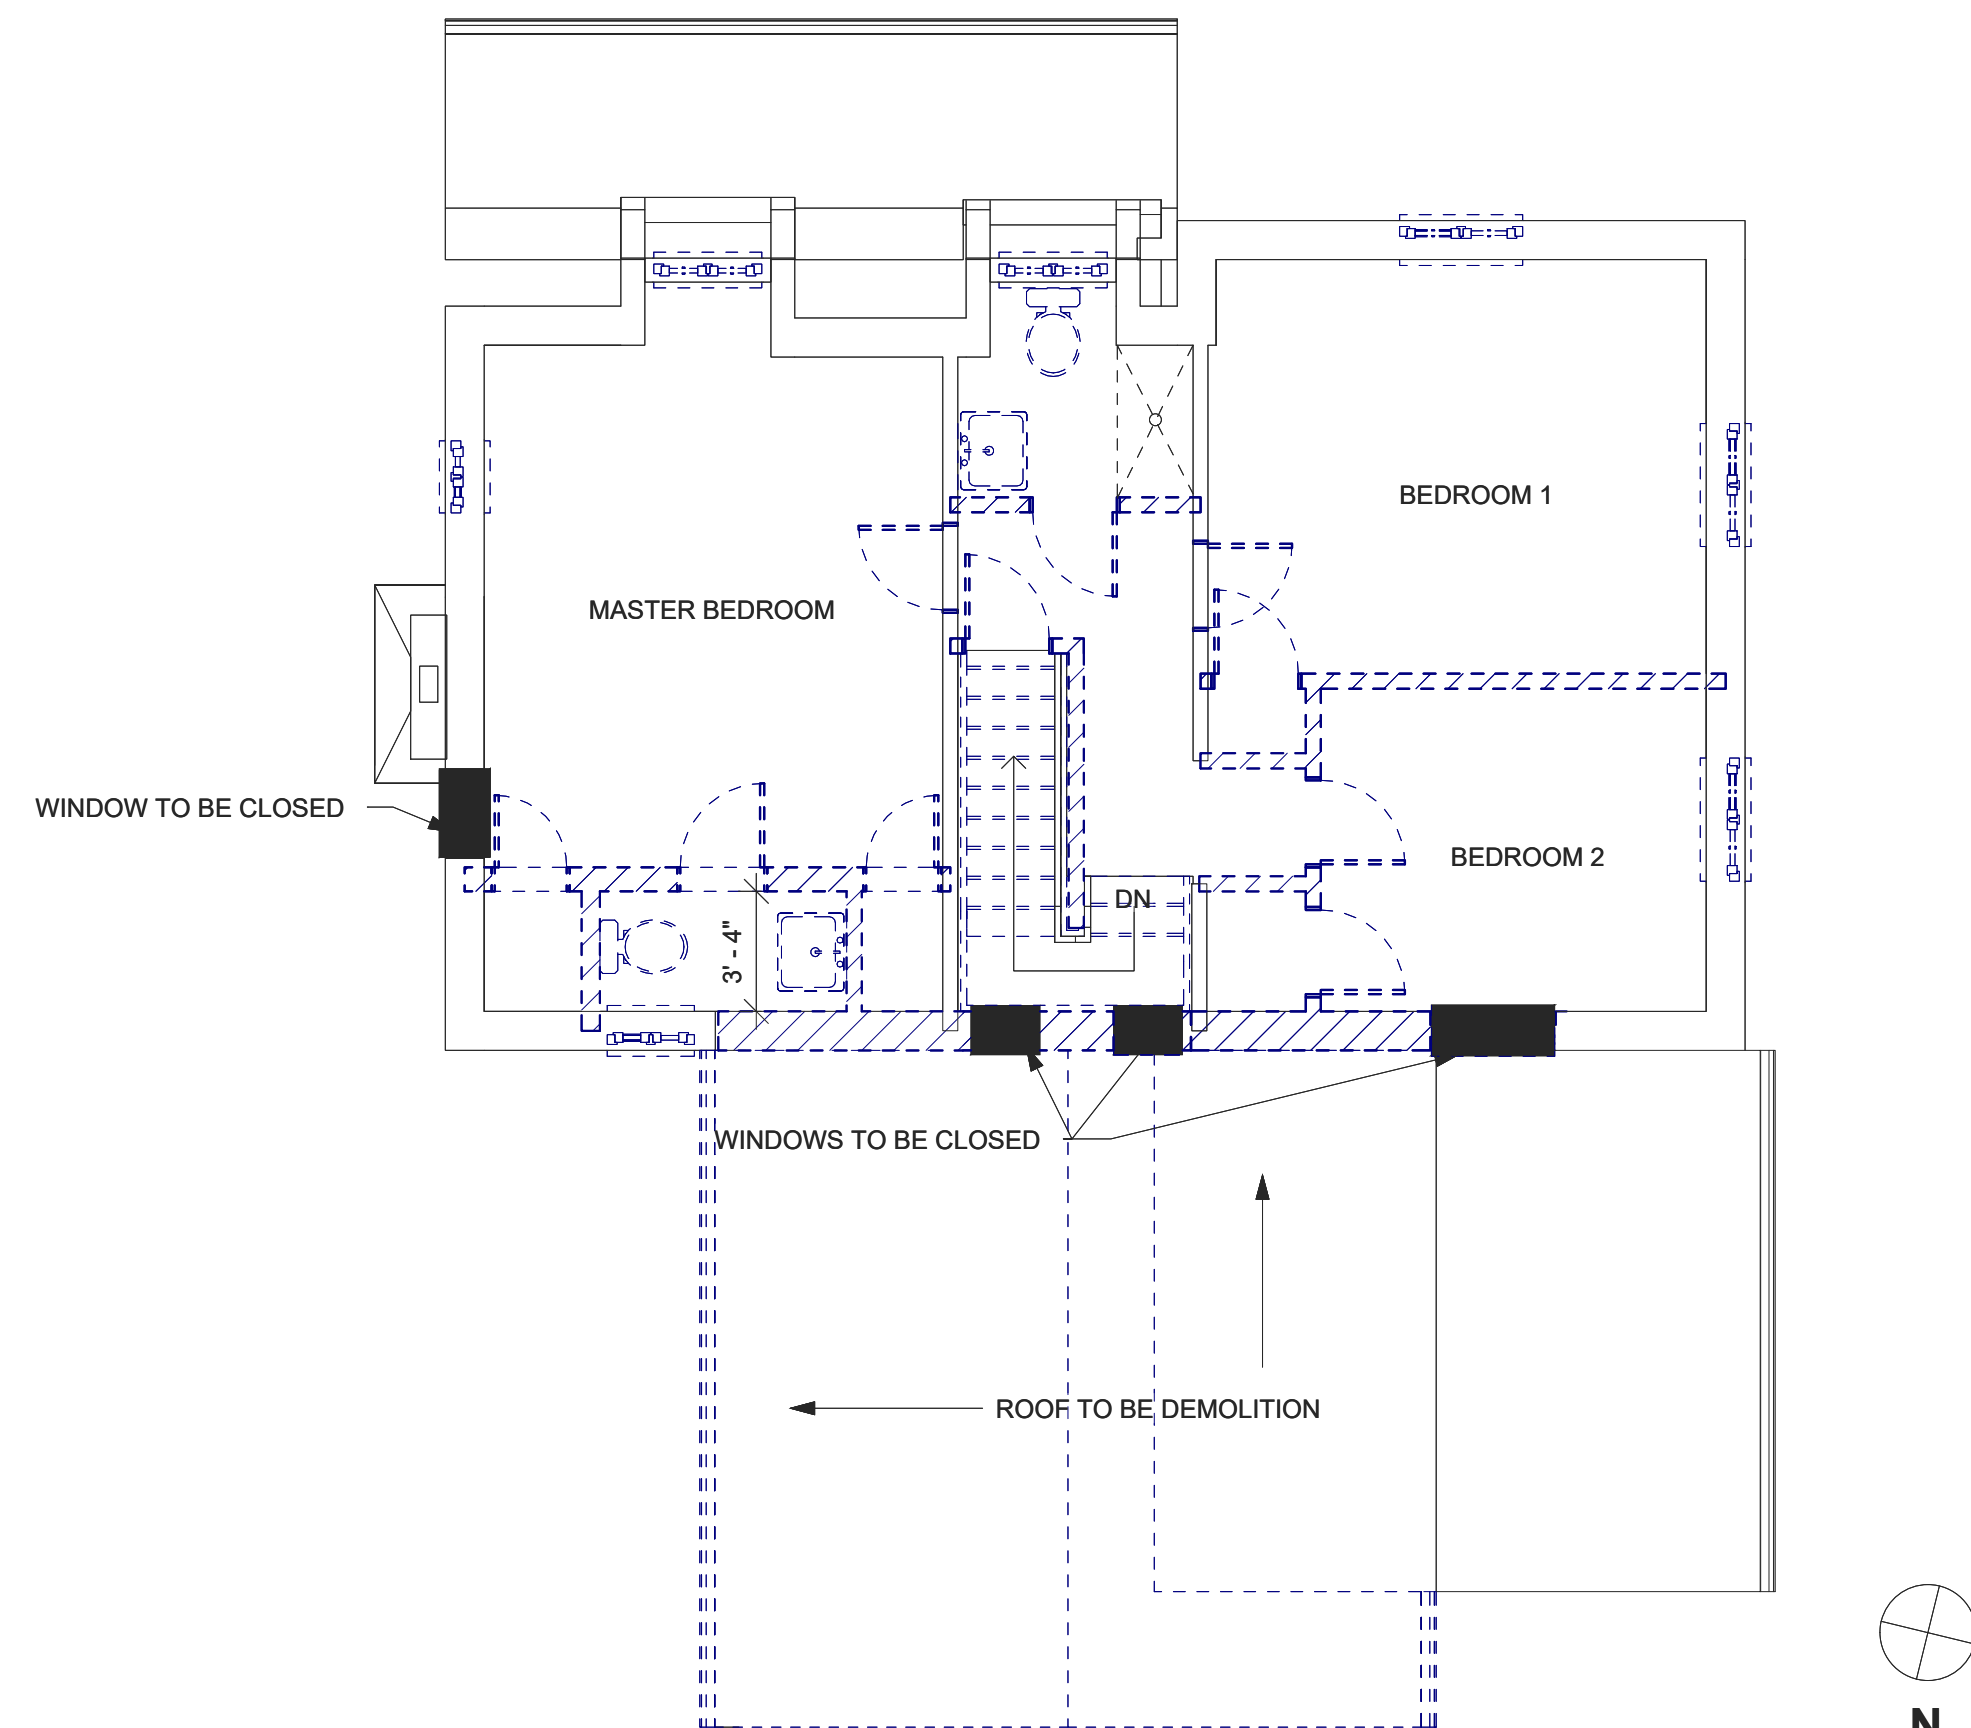 BEDROOM 1
MASTER BEDROOM
WINDOW TO BE CLOSED
BEDROOM 2
DN
3' - 4"
WINDOWS TO BE CLOSED
ROOF TO BE DEMOLITION
N